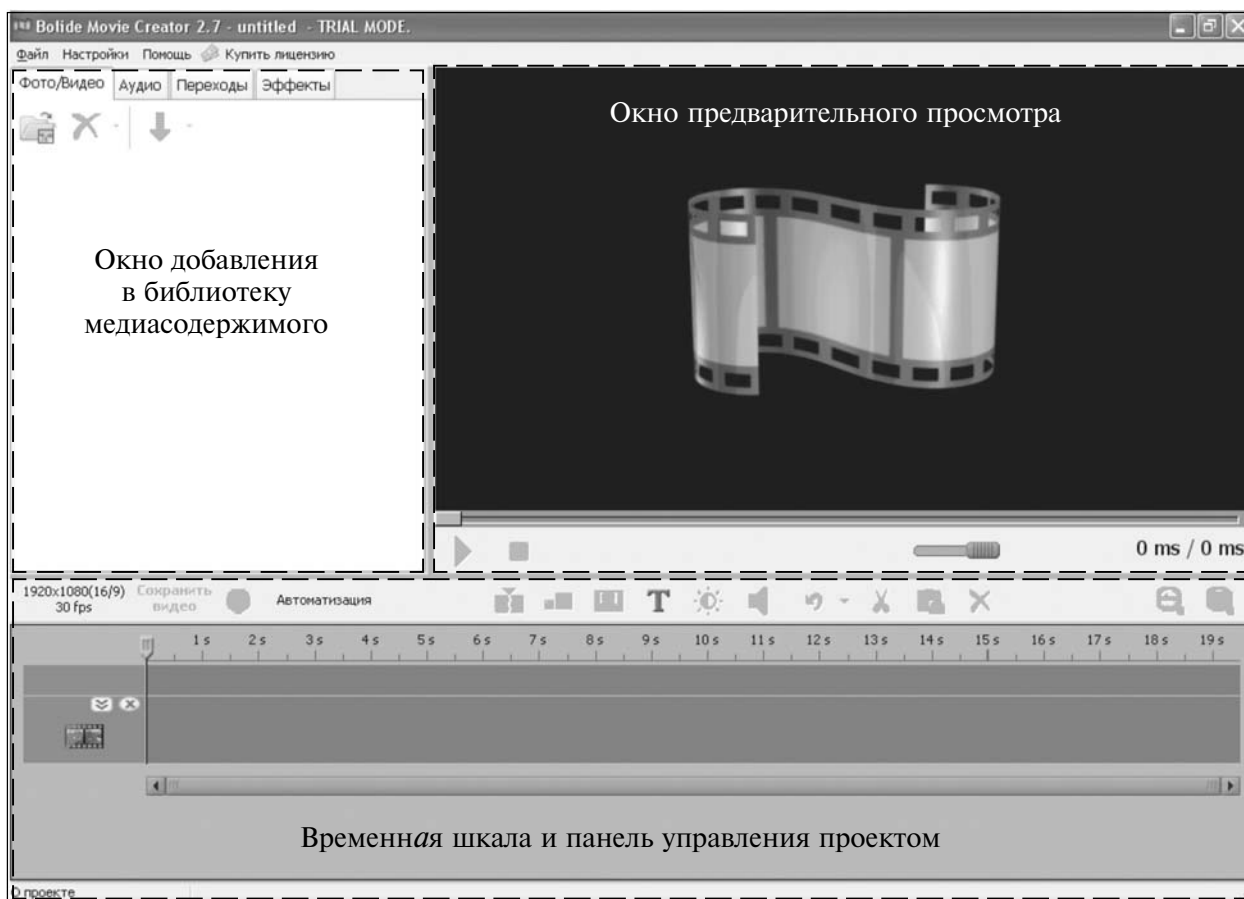 Bolide Movie Creator 2.7 - untitled - TRIAL MODE.
Файл Настройки Помощь Купить лицензию
Фото/Видео Аудио Переходы Эффекты
Окно предварительного просмотра
Окно добавления
в библиотеку
медиасодержимого
0 ms / 0 ms
1920x1080(16/9)
30 fps
Сохранить
видео
Автоматизация
T
1 s 2 s 3 s 4 s 5 s 6 s 7 s 8 s 9 s 10 s 11 s 12 s 13 s 14 s 15 s 16 s 17 s 18 s 19 s
Временная шкала и панель управления проектом
О проекте